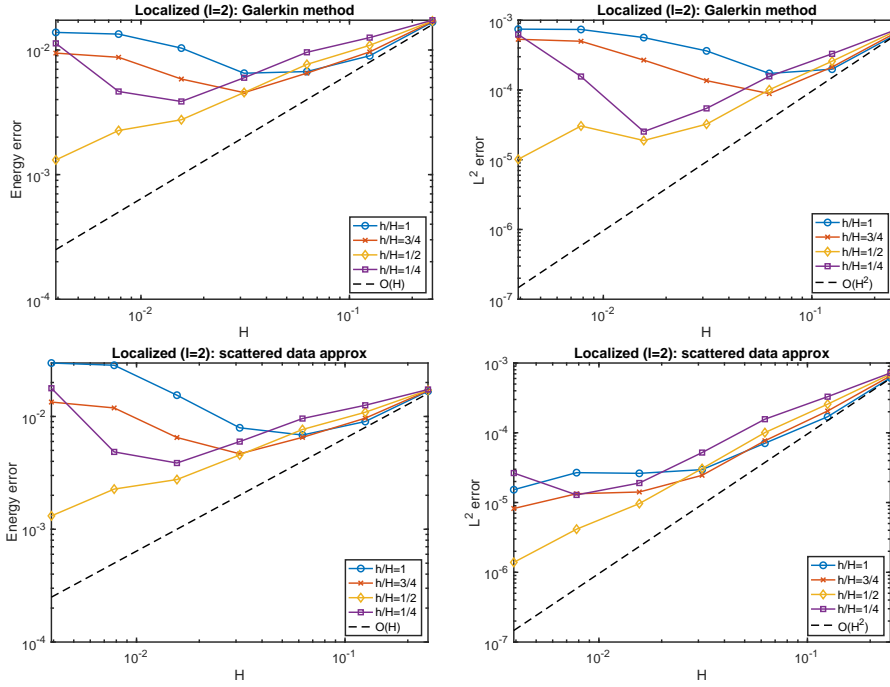 Localized (l=2): Galerkin method
10^-2
10^-3
10^-4
Energy error
10^-2
10^-1
H
h/H=1
h/H=3/4
h/H=1/2
h/H=1/4
O(H)
Localized (l=2): Galerkin method
10^-3
10^-4
10^-5
10^-6
10^-7
L^2 error
10^-2
10^-1
H
h/H=1
h/H=3/4
h/H=1/2
h/H=1/4
O(H^2)
Localized (l=2): scattered data approx
10^-2
10^-3
10^-4
Energy error
10^-2
10^-1
H
h/H=1
h/H=3/4
h/H=1/2
h/H=1/4
O(H)
Localized (l=2): scattered data approx
10^-3
10^-4
10^-5
10^-6
10^-7
L^2 error
10^-2
10^-1
H
h/H=1
h/H=3/4
h/H=1/2
h/H=1/4
O(H^2)